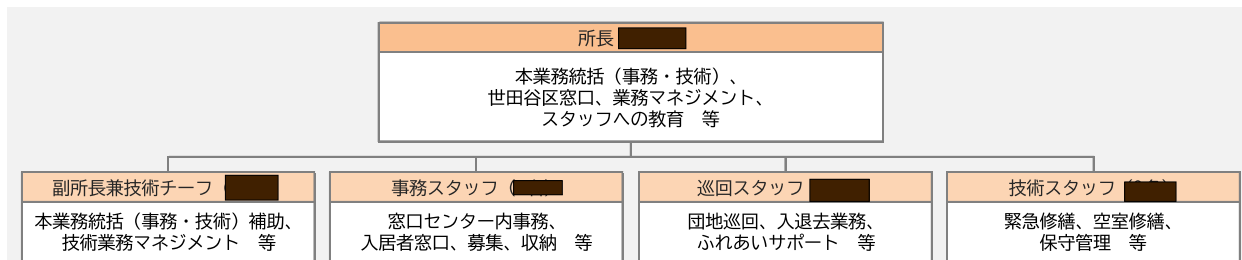 所長
本業務統括（事務・技術）、
世田谷区窓口、業務マネジメント、
スタッフへの教育　等
副所長兼技術チーフ（
本業務統括（事務・技術）補助、
技術業務マネジメント　等
事務スタッフ（
窓口センター内事務、
入居者窓口、募集、収納　等
巡回スタッフ
団地巡回、入退去業務、
ふれあいサポート　等
技術スタッフ
緊急修繕、空室修繕、
保守管理　等